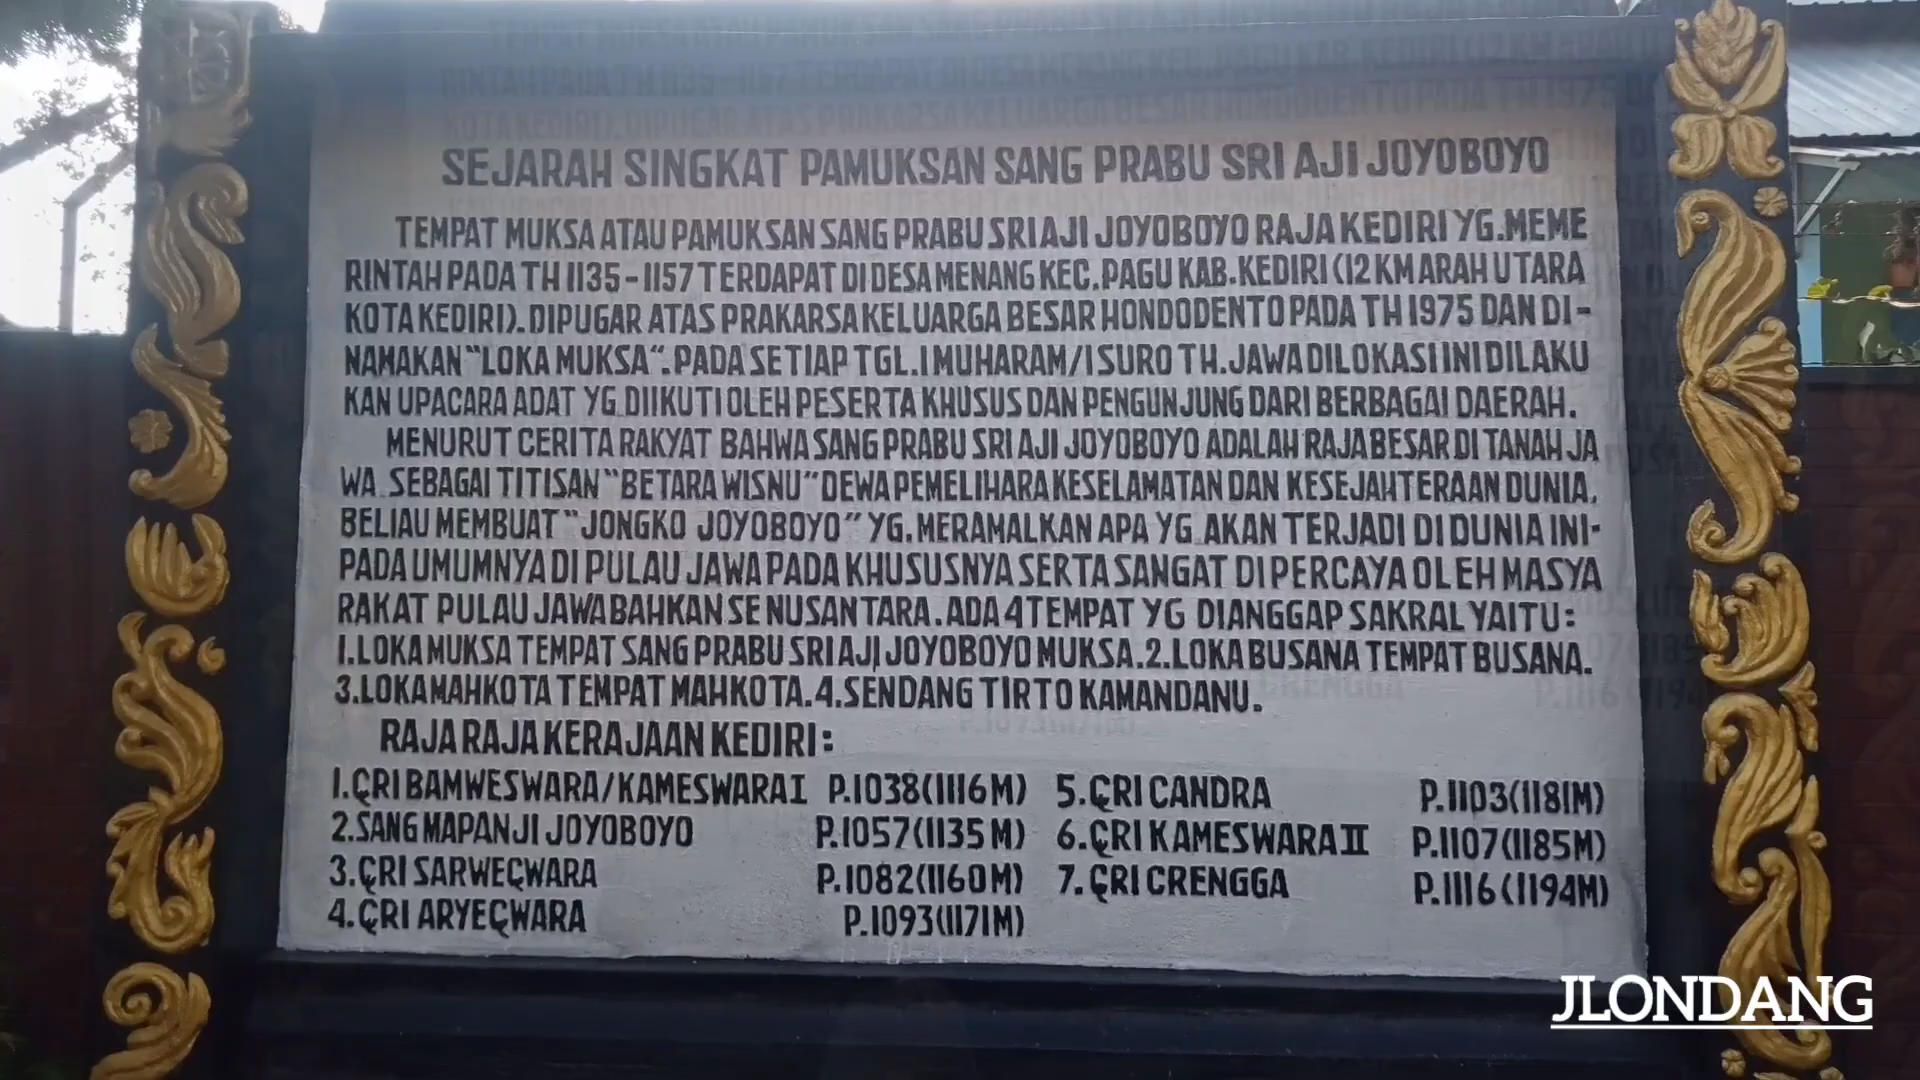 SEJARAH SINGKAT PAMUKSAN SANG PRABU SRI AJI JOYOBOYO
TEMPAT MUKSA ATAU PAMUKSAN SANG PRABU SRI AJI JOYOBOYO RAJA KEDIRI YG. MEME
RINTAH PADA TH 1135-1157 TERDAPAT DI DESA MENANG KEC. PAGU KAB. KEDIRI (12 KM ARAH UTARA
KOTA KEDIRI). DIPUGAR ATAS PRAKARSA KELUARGA BESAR HONDODENTO PADA TH 1975 DAN DI-
NAMAKAN "LOKA MUKSA". PADA SETIAP TGL. 1 MUHARAM/1 SURO TH. JAWA DILOKASI INI DILAKU
KAN UPACARA ADAT YG. DIIKUTI OLEH PESERTA KHUSUS DAN PENGUNJUNG DARI BERBAGAI DAERAH.
MENURUT CERITA RAKYAT BAHWA SANG PRABU SRI AJI JOYOBOYO ADALAH RAJA BESAR DI TANAH JA
WA SEBAGAI TITISAN "BETARA WISNU" DEWA PEMELIHARA KESELAMATAN DAN KESEJAHTERAAN DUNIA.
BELIAU MEMBUAT "JONGKO JOYOBOYO" YG. MERAMALKAN APA YG. AKAN TERJADI DI DUNIA INI-
PADA UMUMNYA DI PULAU JAWA PADA KHUSUSNYA SERTA SANGAT DI PERCAYA OLEH MASYA
RAKAT PULAU JAWA BAHKAN SE NUSANTARA. ADA 4 TEMPAT YG DIANGGAP SAKRAL YAITU:
1. LOKA MUKSA TEMPAT SANG PRABU SRI AJI JOYOBOYO MUKSA. 2. LOKA BUSANA TEMPAT BUSANA.
3. LOKA MAHKOTA TEMPAT MAHKOTA. 4. SENDANG TIRTO KAMANDANU.
RAJA RAJA KERAJAAN KEDIRI:
1. ÇRI BAMWESWARA/KAMESWARA I P.1038(1116 M) 5. ÇRI CANDRA P.1103(1181M)
2. SANG MAPANJI JOYOBOYO P.1057(1135 M) 6. ÇRI KAMESWARA II P.1107(1185M)
3. ÇRI SARWEÇWARA P.1082(1160 M) 7. ÇRI CRENGGA P.1116(1194M)
4. ÇRI ARYEÇWARA P.1093(1171M)
JLONDANG